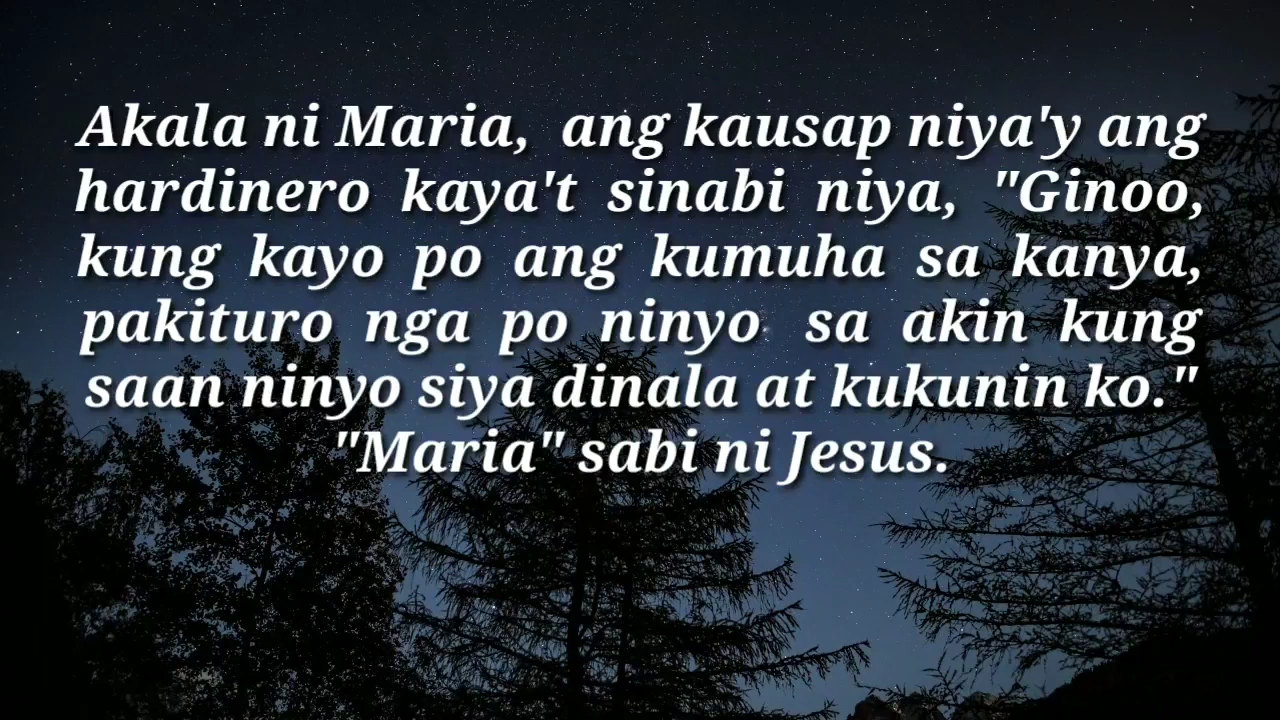 Akala ni Maria, ang kausap niya'y ang
hardinero kaya't sinabi niya, "Ginoo,
kung kayo po ang kumuha sa kanya,
pakituro nga po ninyo sa akin kung
saan ninyo siya dinala at kukunin ko."
"Maria" sabi ni Jesus.